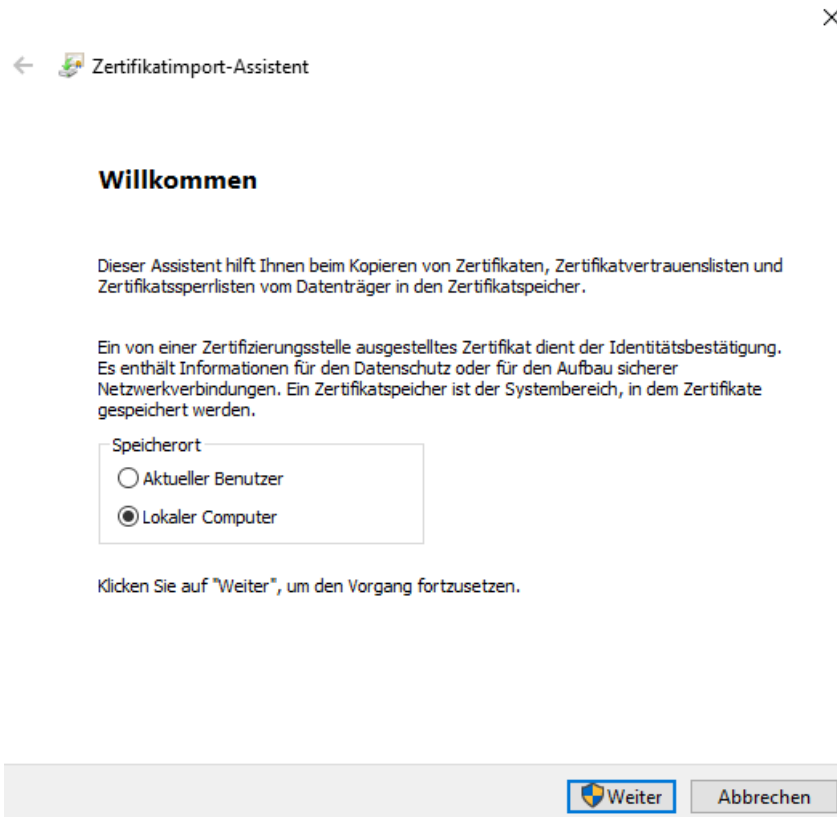 Zertifikatimport-Assistent
Willkommen
Dieser Assistent hilft Ihnen beim Kopieren von Zertifikaten, Zertifikatvertrauenslisten und
Zertifikatssperrlisten vom Datenträger in den Zertifikatspeicher.
Ein von einer Zertifizierungsstelle ausgestelltes Zertifikat dient der Identitätsbestätigung.
Es enthält Informationen für den Datenschutz oder für den Aufbau sicherer
Netzwerkverbindungen. Ein Zertifikatspeicher ist der Systembereich, in dem Zertifikate
gespeichert werden.
Speicherort
Aktueller Benutzer
Lokaler Computer
Klicken Sie auf "Weiter", um den Vorgang fortzusetzen.
Weiter Abbrechen